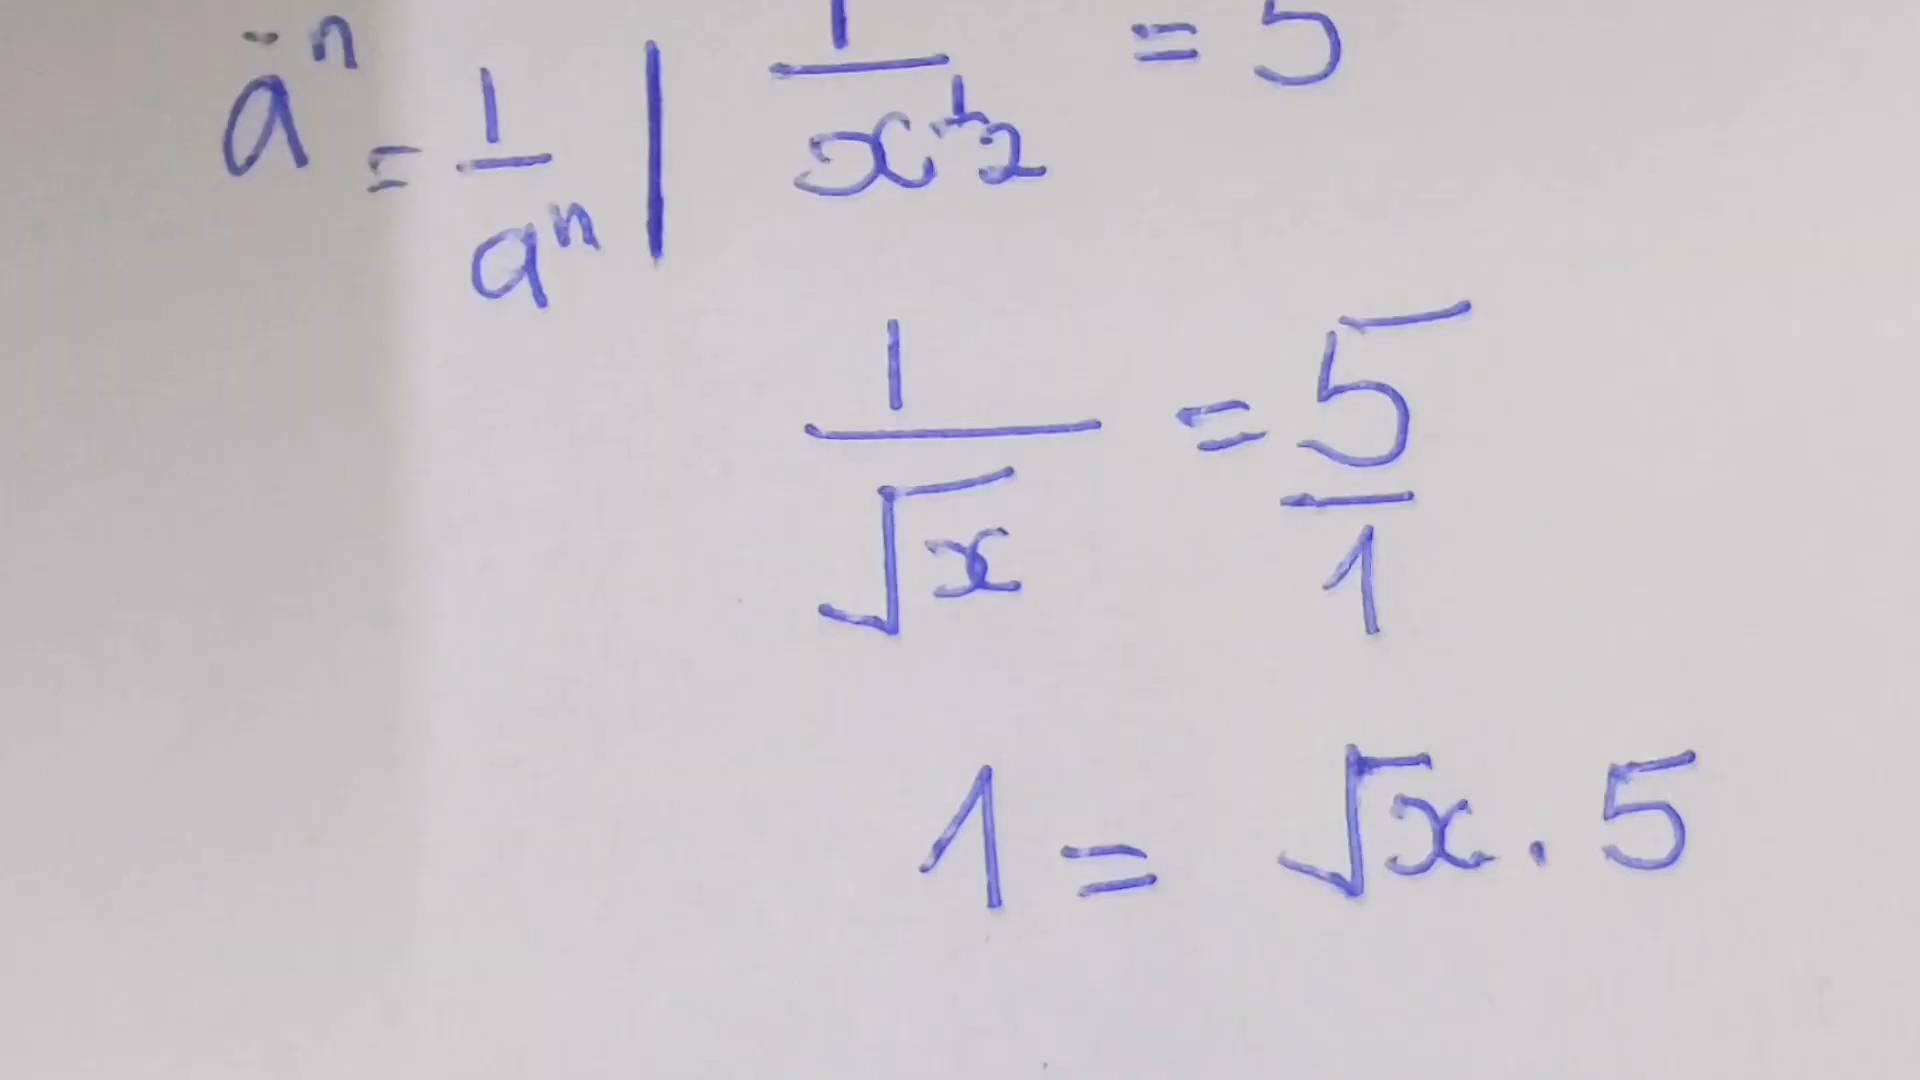 a⁻ⁿ = 1/aⁿ | 1/x^(1/2) = 5
1/√x = 5/1
1 = √x . 5